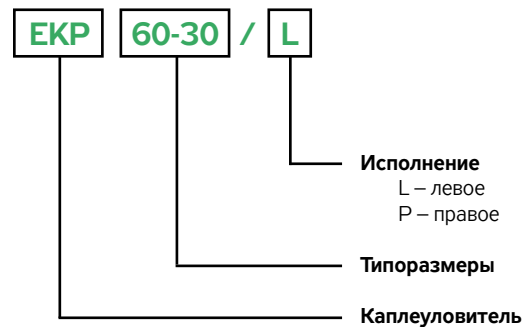 EKP 60-30 / L
Исполнение
L – левое
P – правое
Типоразмеры
Каплеуловитель